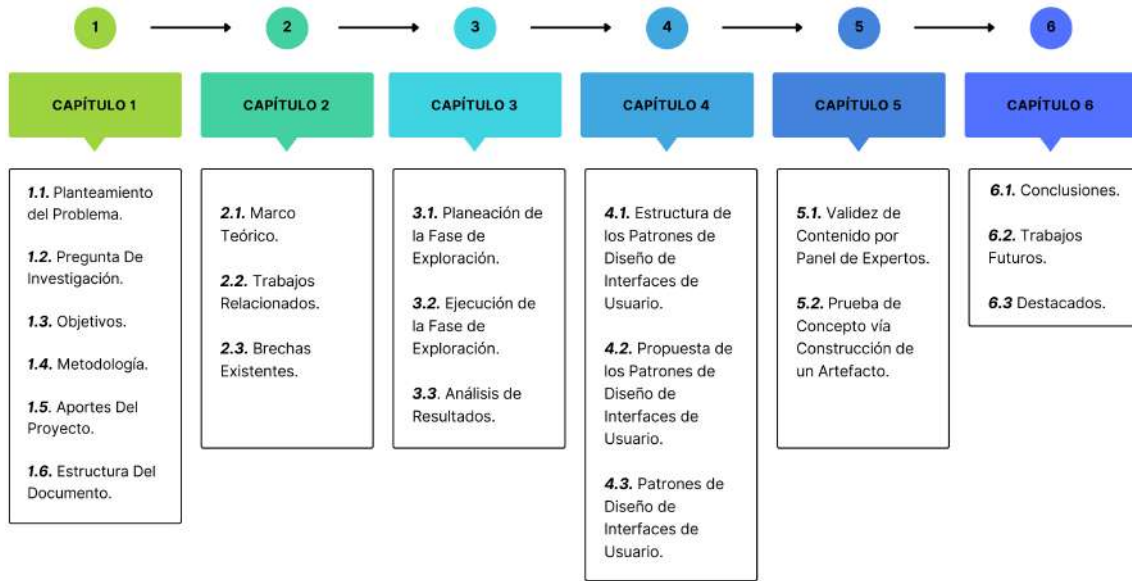 1
2
3
4
5
6
CAPÍTULO 1
CAPÍTULO 2
CAPÍTULO 3
CAPÍTULO 4
CAPÍTULO 5
CAPÍTULO 6
1.1. Planteamiento
del Problema.
1.2. Pregunta De
Investigación.
1.3. Objetivos.
1.4. Metodología.
1.5. Aportes Del
Proyecto.
1.6. Estructura Del
Documento.
2.1. Marco
Teórico.
2.2. Trabajos
Relacionados.
2.3. Brechas
Existentes.
3.1. Planeación de
la Fase de
Exploración.
3.2. Ejecución de
la Fase de
Exploración.
3.3. Análisis de
Resultados.
4.1. Estructura de
los Patrones de
Diseño de
Interfaces de
Usuario.
4.2. Propuesta de
los Patrones de
Diseño de
Interfaces de
Usuario.
4.3. Patrones de
Diseño de
Interfaces de
Usuario.
5.1. Validez de
Contenido por
Panel de Expertos.
5.2. Prueba de
Concepto vía
Construcción de
un Artefacto.
6.1. Conclusiones.
6.2. Trabajos
Futuros.
6.3 Destacados.